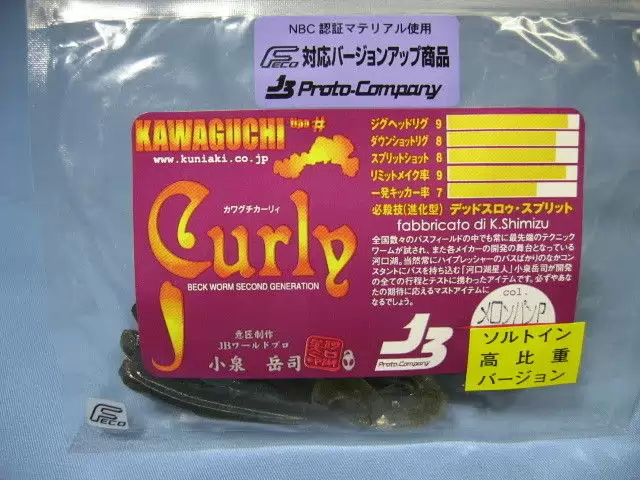 NBC 認証マテリアル使用
FECO 対応バージョンアップ商品
JB Proto-Company
KAWAGUCHI type #
www.kuniaki.co.jp
カワグチカーリィ
Curly
BECK WORM SECOND GENERATION
意匠制作
JBワールドプロ
小泉 岳司
ジグヘッドリグ 9
ダウンショットリグ 8
スプリットショット 8
リミットメイク率 9
一発キッカー率 7
必殺技(進化型) デッドスロゥ・スプリット
fabbricato di K.Shimizu
全国数々のバスフィールドの中でも常に最先端のテクニック
ワームが試され、また各メイカーの開発の舞台となっている
河口湖。当然常にハイプレッシャーのバスばかりのなかコン
スタントにバスを持ち込む「河口湖星人」小泉岳司が開発
の全ての行程とテストに携わったアイテムです。必ずやあな
たの期待に応えるマストアイテムに
なるでしょう。
col.
メロンパンP
JB
Proto-Company
ソルトイン
高比重
バージョン
FECO